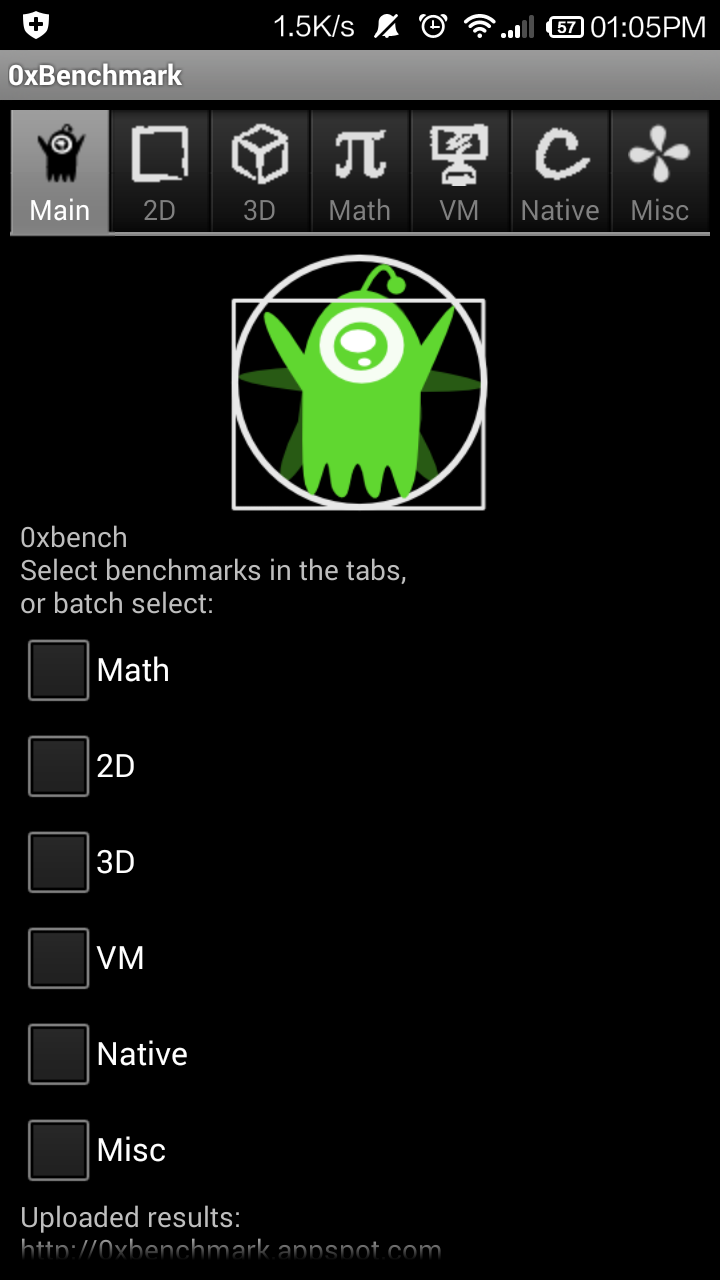 1.5K/s 57 01:05PM
0xBenchmark
Main 2D 3D Math VM Native Misc
0xbench
Select benchmarks in the tabs,
or batch select:
Math
2D
3D
VM
Native
Misc
Uploaded results:
http://0xbenchmark.appspot.com